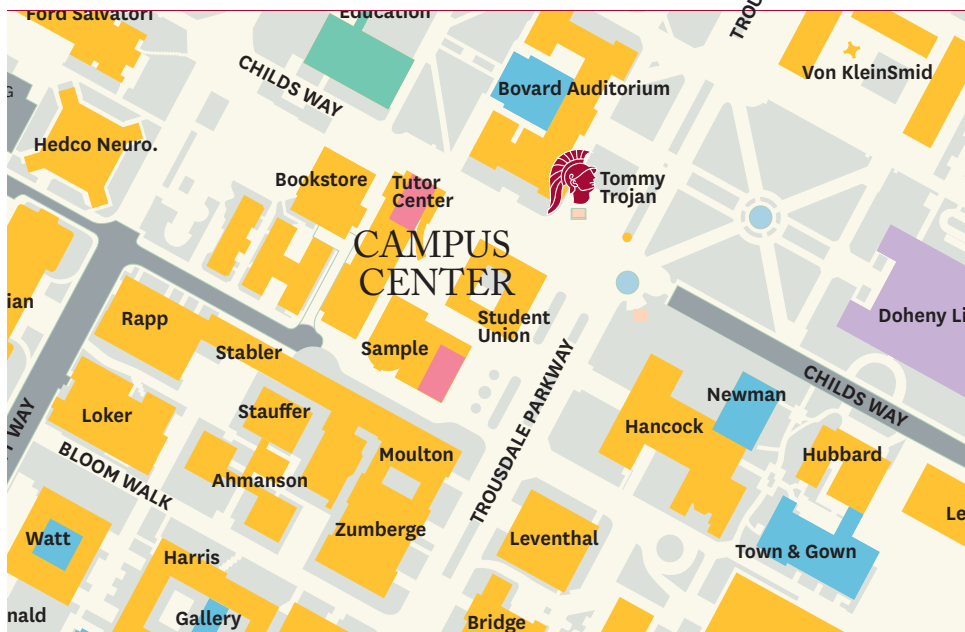 Ford Salvatori
Education
TROU
CHILDS WAY
Von KleinSmid
Bovard Auditorium
G
Hedco Neuro.
Bookstore
Tutor
Center
Tommy
Trojan
CAMPUS
CENTER
ian
Rapp
Student
Union
Doheny Li
Stabler
Sample
CHILDS WAY
TROUSDALE PARKWAY
Newman
Loker
Stauffer
Hancock
T WAY
Moulton
Hubbard
BLOOM WALK
Ahmanson
Le
Watt
Zumberge
Leventhal
Town & Gown
Harris
nald
Gallery
Bridge